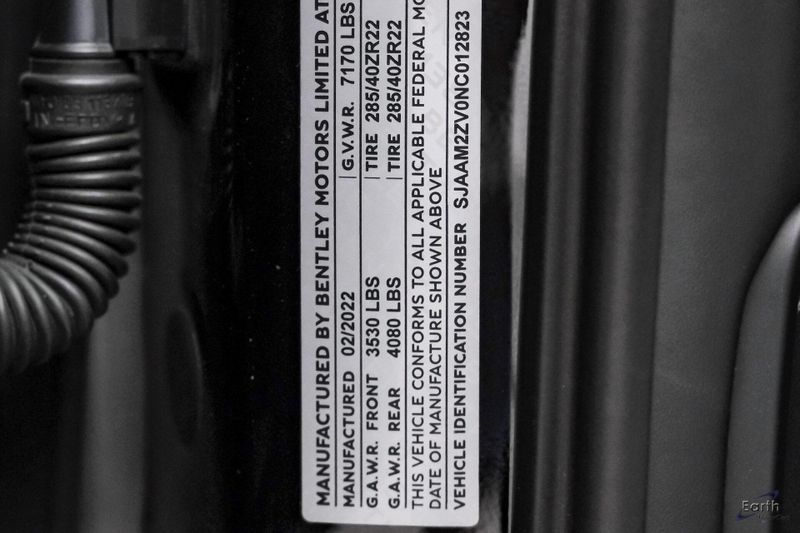 MANUFACTURED BY BENTLEY MOTORS LIMITED AT
MANUFACTURED 02/2022 G.V.W.R. 7170 LBS
G.A.W.R. FRONT 3530 LBS TIRE 285/40ZR22
G.A.W.R. REAR 4080 LBS TIRE 285/40ZR22
THIS VEHICLE CONFORMS TO ALL APPLICABLE FEDERAL MO
DATE OF MANUFACTURE SHOWN ABOVE
VEHICLE IDENTIFICATION NUMBER SJAAM2ZV0NC012823
Earth